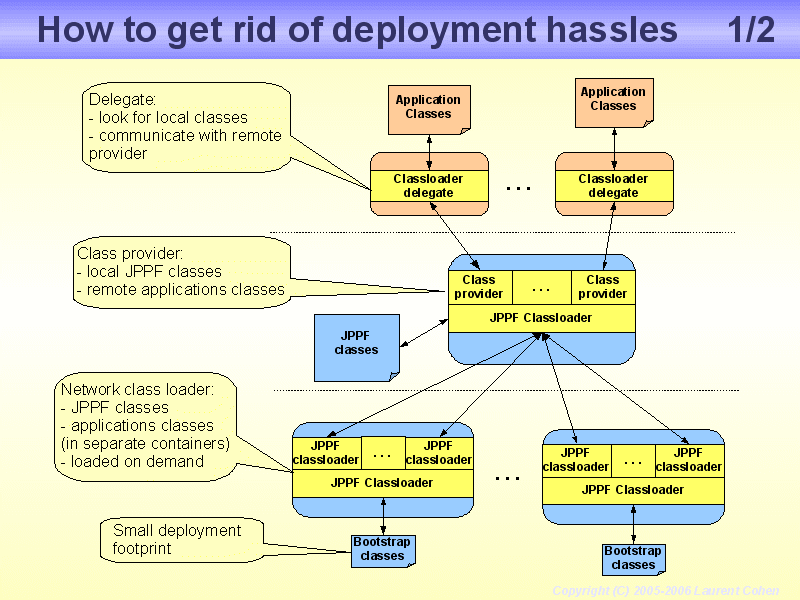 How to get rid of deployment hassles 1/2
Delegate:
- look for local classes
- communicate with remote
provider
Application
Classes
Application
Classes
Classloader
delegate
. . .
Classloader
delegate
Class provider:
- local JPPF classes
- remote applications classes
Class
provider
. . .
Class
provider
JPPF Classloader
JPPF
classes
Network class loader:
- JPPF classes
- applications classes
(in separate containers)
- loaded on demand
JPPF
classloader
. . .
JPPF
classloader
JPPF Classloader
. . .
JPPF
classloader
. . .
JPPF
classloader
JPPF Classloader
Small deployment
footprint
Bootstrap
classes
Bootstrap
classes
Copyright (C) 2005-2006 Laurent Cohen